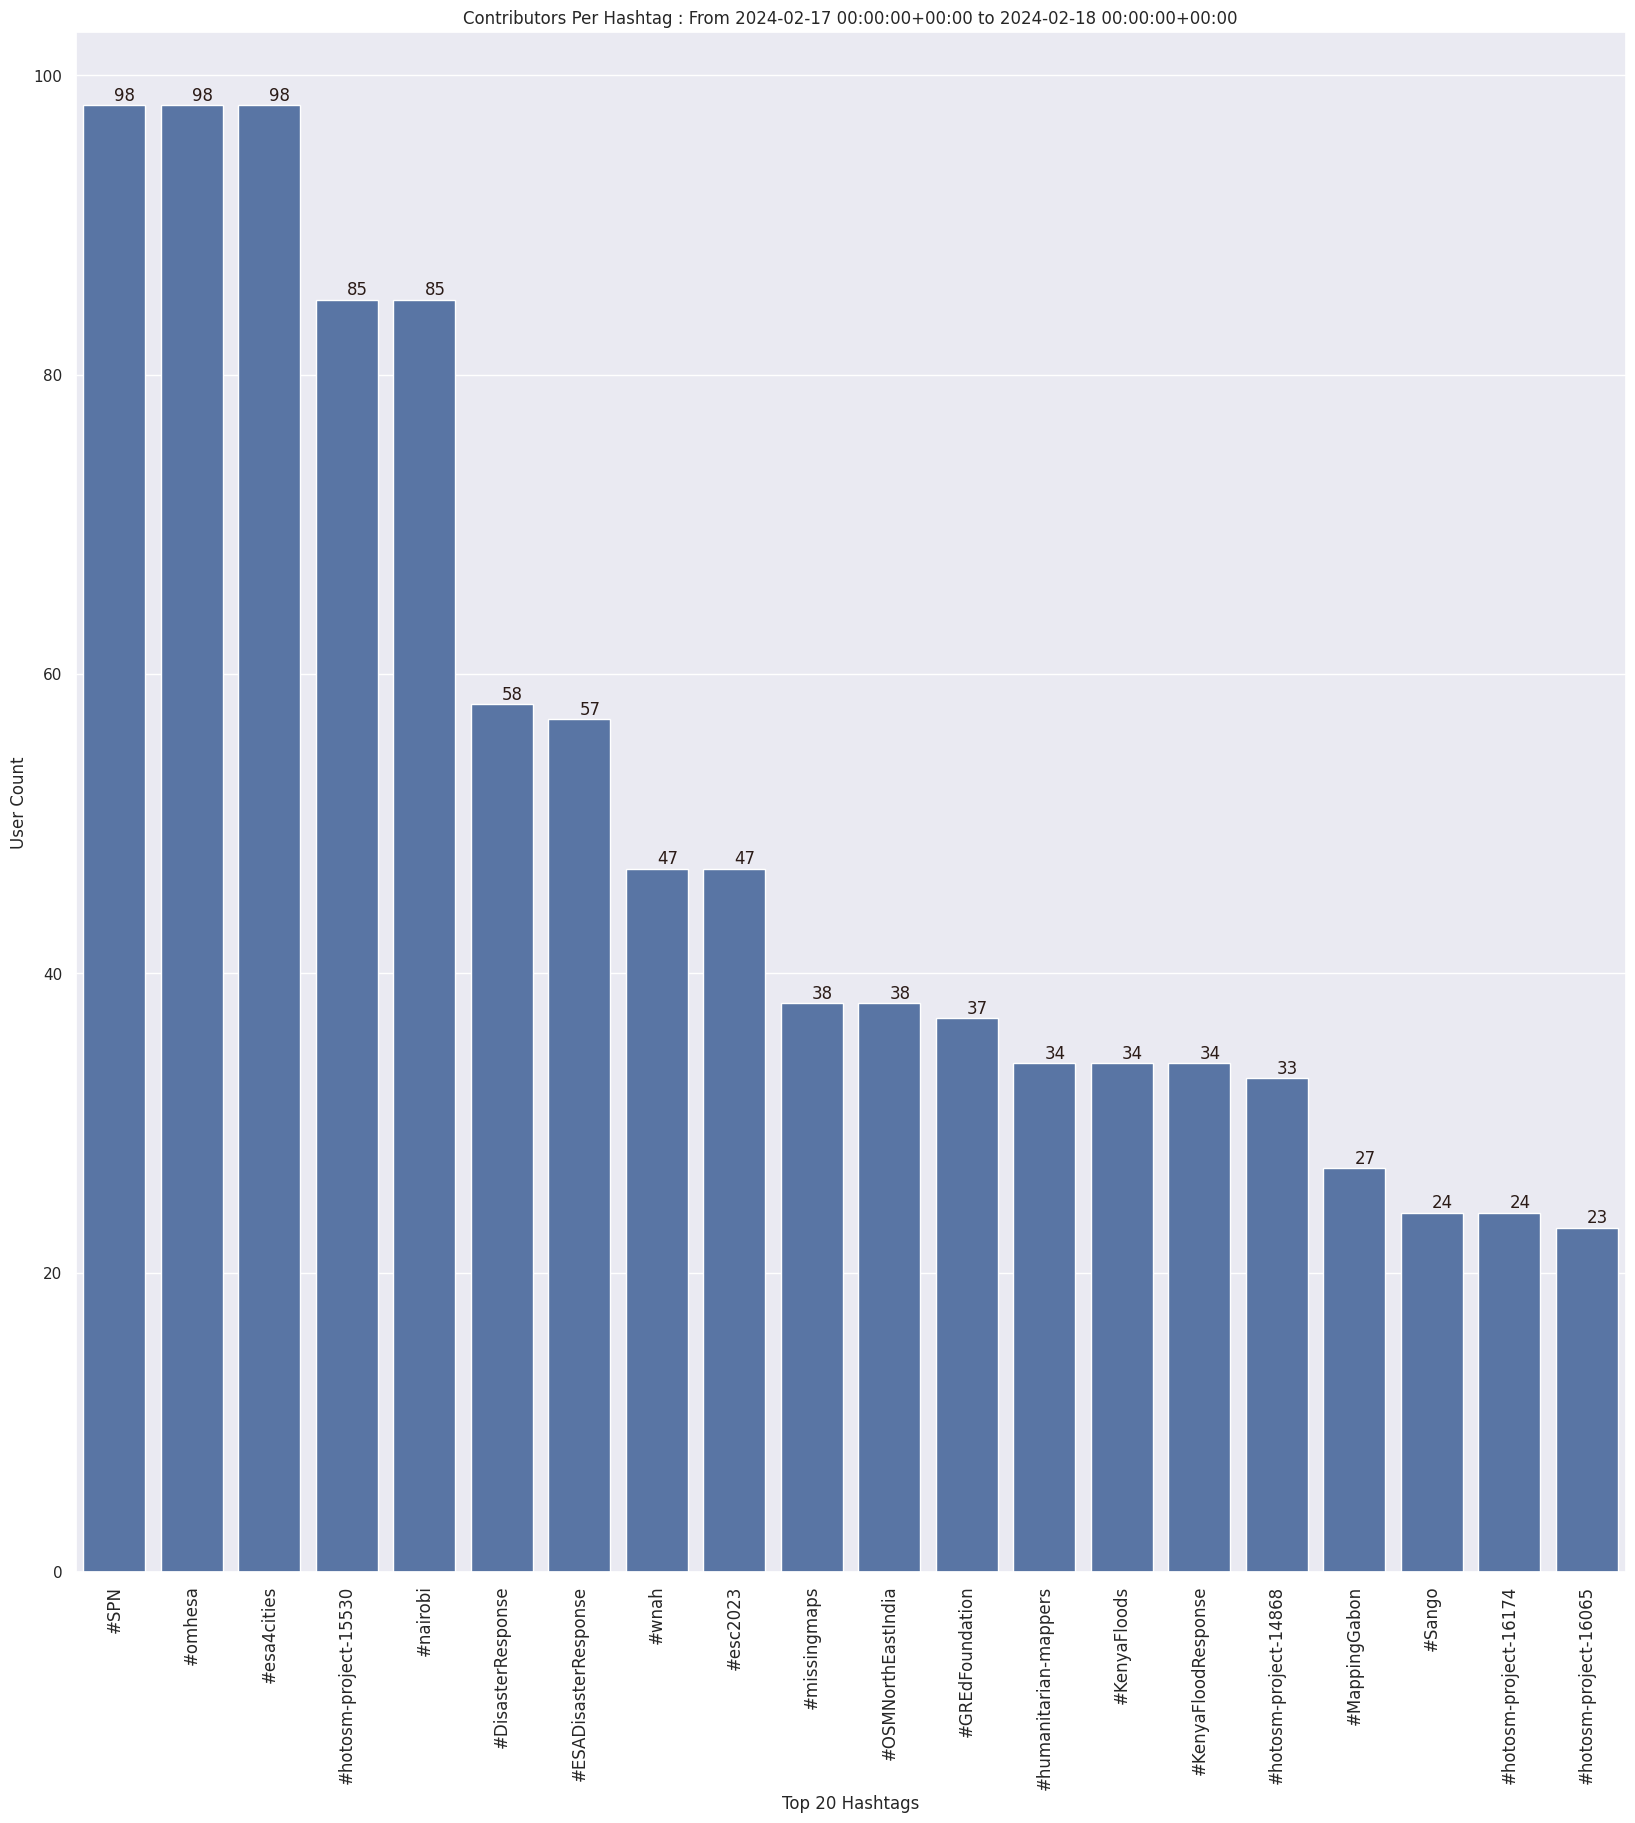 Contributors Per Hashtag : From 2024-02-17 00:00:00+00:00 to 2024-02-18 00:00:00+00:00
User Count
100
80
60
40
20
0
98
98
98
85
85
58
57
47
47
38
38
37
34
34
34
33
27
24
24
23
#SPN
#omhesa
#esa4cities
#hotosm-project-15530
#nairobi
#DisasterResponse
#ESADisasterResponse
#wnah
#esc2023
#missingmaps
#OSMNorthEastIndia
#GREdFoundation
#humanitarian-mappers
#KenyaFloods
#KenyaFloodResponse
#hotosm-project-14868
#MappingGabon
#Sango
#hotosm-project-16174
#hotosm-project-16065
Top 20 Hashtags